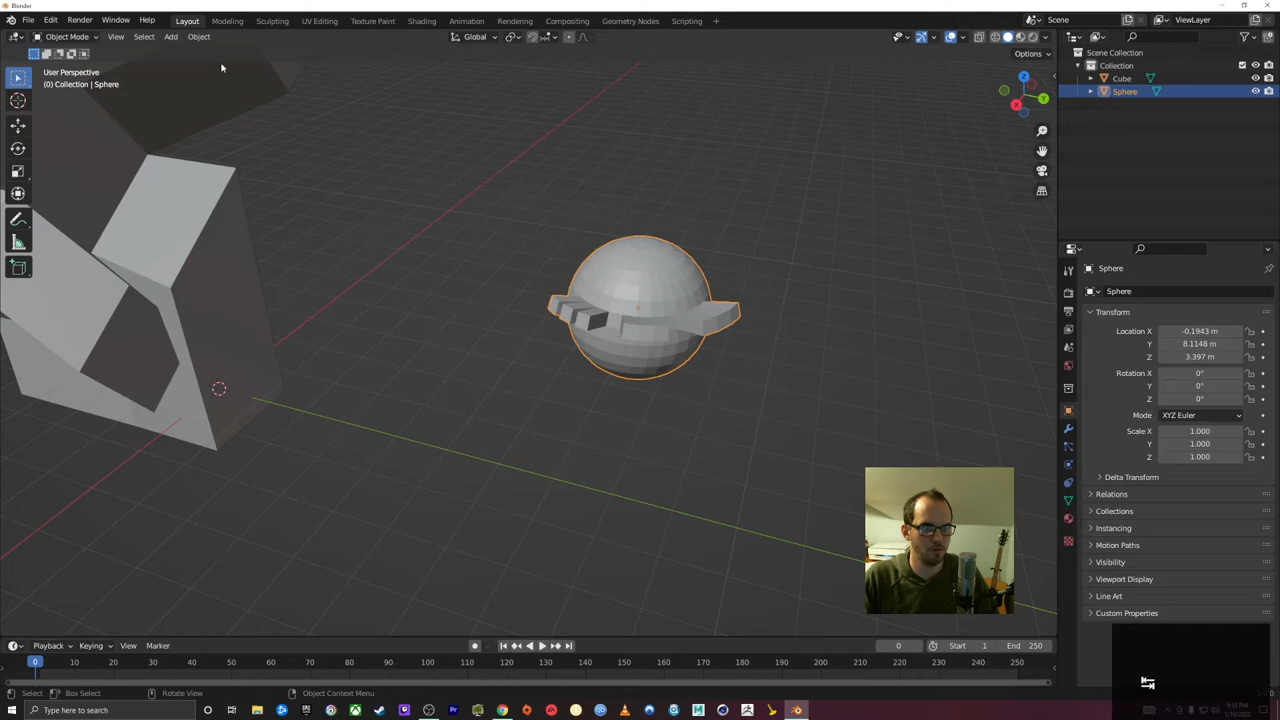 Blender
File Edit Render Window Help Layout Modeling Sculpting UV Editing Texture Paint Shading Animation Rendering Compositing Geometry Nodes Scripting + Scene ViewLayer
Object Mode View Select Add Object Global
Options
User Perspective
(0) Collection | Sphere
Z
Y
X
Scene Collection
Collection
Cube
Sphere
Sphere
Sphere
Transform
Location X -0.1943 m
Y 8.1148 m
Z 3.397 m
Rotation X 0°
Y 0°
Z 0°
Mode XYZ Euler
Scale X 1.000
Y 1.000
Z 1.000
Delta Transform
Relations
Collections
Instancing
Motion Paths
Visibility
Viewport Display
Line Art
Custom Properties
Playback Keying View Marker 0 Start 1 End 250
0 10 20 30 40 50 60 70 80 90 100 110 120 130 140 150 160 170 180 190 200 210 220 230 240 250
Select Box Select Rotate View Object Context Menu
Type here to search
9:10 PM
1/19/2022